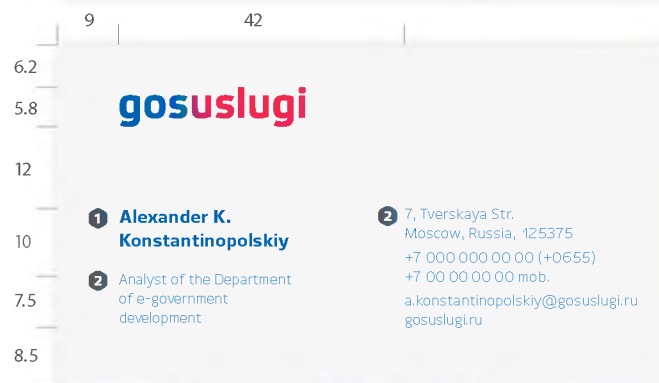 9
42
6.2
5.8
gosuslugi
12
10
1 Alexander K.
Konstantinopolskiy
2 Analyst of the Department
of e-government
development
2 7, Tverskaya Str.
Moscow, Russia, 125375
+7 000 000 00 00 (+0655)
+7 00 00 00 00 mob.
a.konstantinopolskiy@gosuslugi.ru
gosuslugi.ru
7.5
8.5